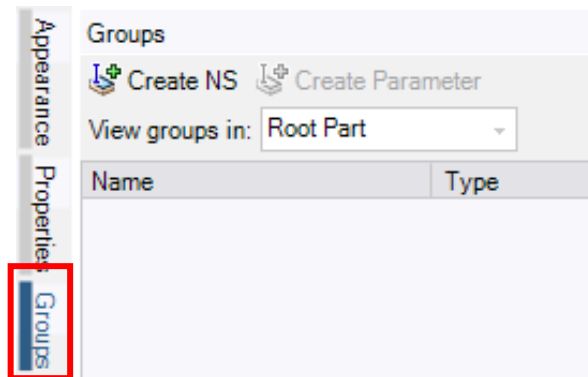 Groups
Create NS Create Parameter
View groups in: Root Part
Name Type
Appearance
Properties
Groups